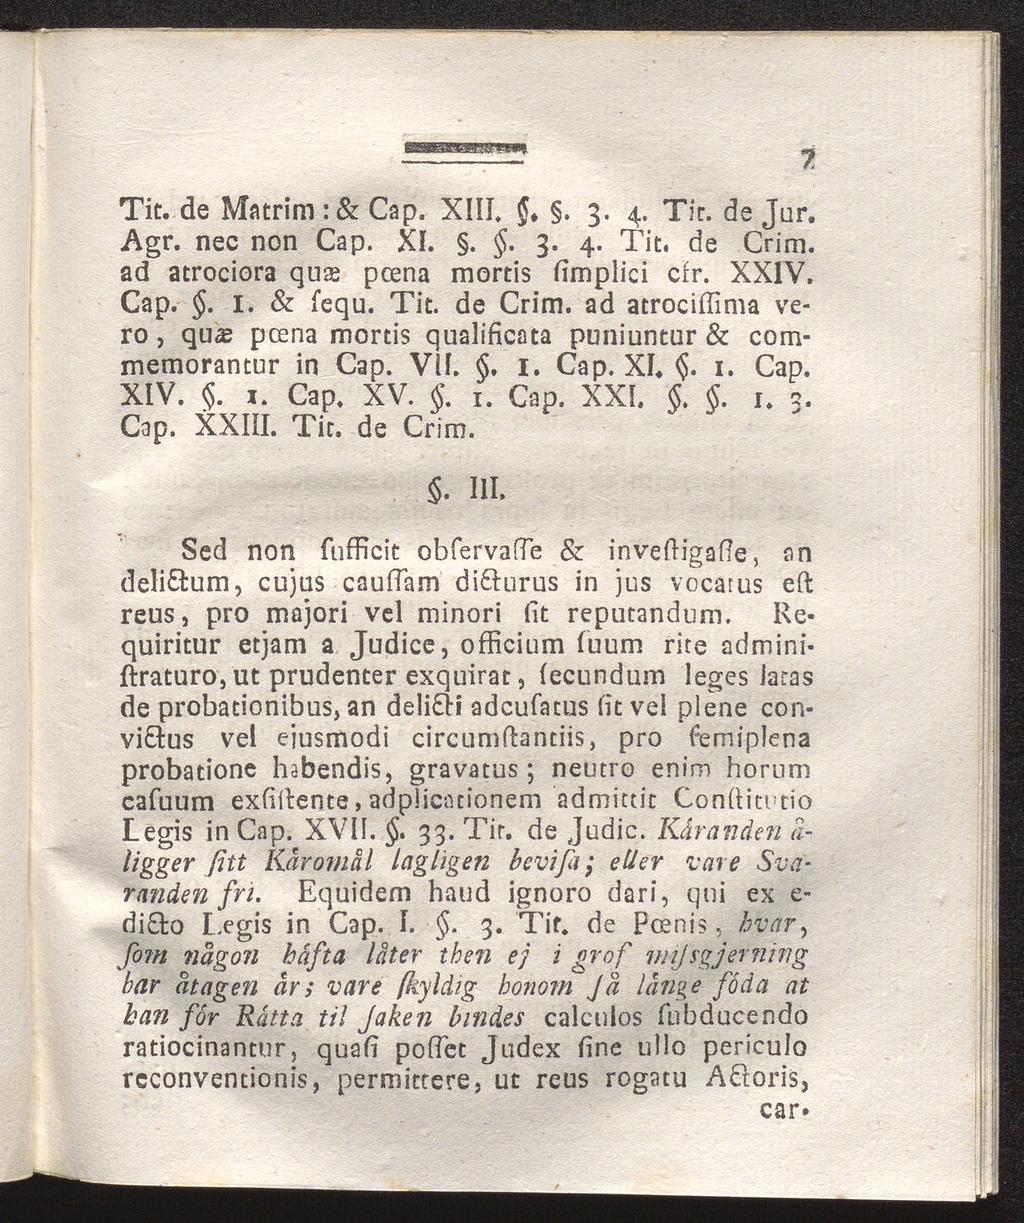 7
Tit. de Matrim: & Cap. XIII. §. §. 3. 4. Tit. de Jur.
Agr. nec non Cap. XI. §. §. 3. 4. Tit. de Crim.
ad atrociora quæ pœna mortis ſimplici cfr. XXIV.
Cap. §. 1. & ſequ. Tit. de Crim. ad atrociſſima ve-
ro, quæ pœna mortis qualificata puniuntur & com-
memorantur in Cap. VII. §. 1. Cap. XI. §. 1. Cap.
XIV. §. 1. Cap. XV. §. 1. Cap. XXI. §. §. 1. 3.
Cap. XXIII. Tit. de Crim.
§. III.
Sed non ſufficit obſervaſſe & inveſtigaſſe, an
delictum, cujus cauſſam dicturus in jus vocatus eſt
reus, pro majori vel minori ſit reputandum. Re-
quiritur etjam a Judice, officium ſuum rite admini-
ſtraturo, ut prudenter exquirat, ſecundum leges latas
de probationibus, an delicti adcuſatus ſit vel plene con-
victus vel ejusmodi circumſtantiis, pro ſemiplena
probatione habendis, gravatus; neutro enim horum
caſuum exſiſtente, adplicationem admittit Conſtitutio
Legis in Cap. XVII. §. 33. Tit. de Judic. Kåranden å-
ligger ſitt Kåromål lagligen beviſa; eller vare Sva-
randen fri. Equidem haud ignoro dari, qui ex e-
dicto Legis in Cap. I. §. 3. Tit. de Pœnis, hvar,
ſom någon håfta låter then ej i grof miſsgjerning
har åtagen år; vare ſkyldig honom ſå långe fóda at
han fór Råtta til ſaken bindes calculos ſubducendo
ratiocinantur, quaſi poſſet Judex ſine ullo periculo
reconventionis, permittere, ut reus rogatu Actoris,
car-